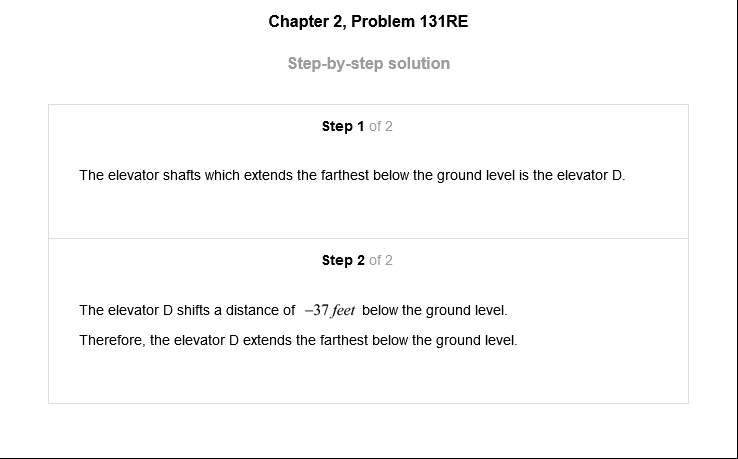 Chapter 2, Problem 131RE
Step-by-step solution
Step 1 of 2
The elevator shafts which extends the farthest below the ground level is the elevator D.
Step 2 of 2
The elevator D shifts a distance of −37 feet below the ground level.
Therefore, the elevator D extends the farthest below the ground level.